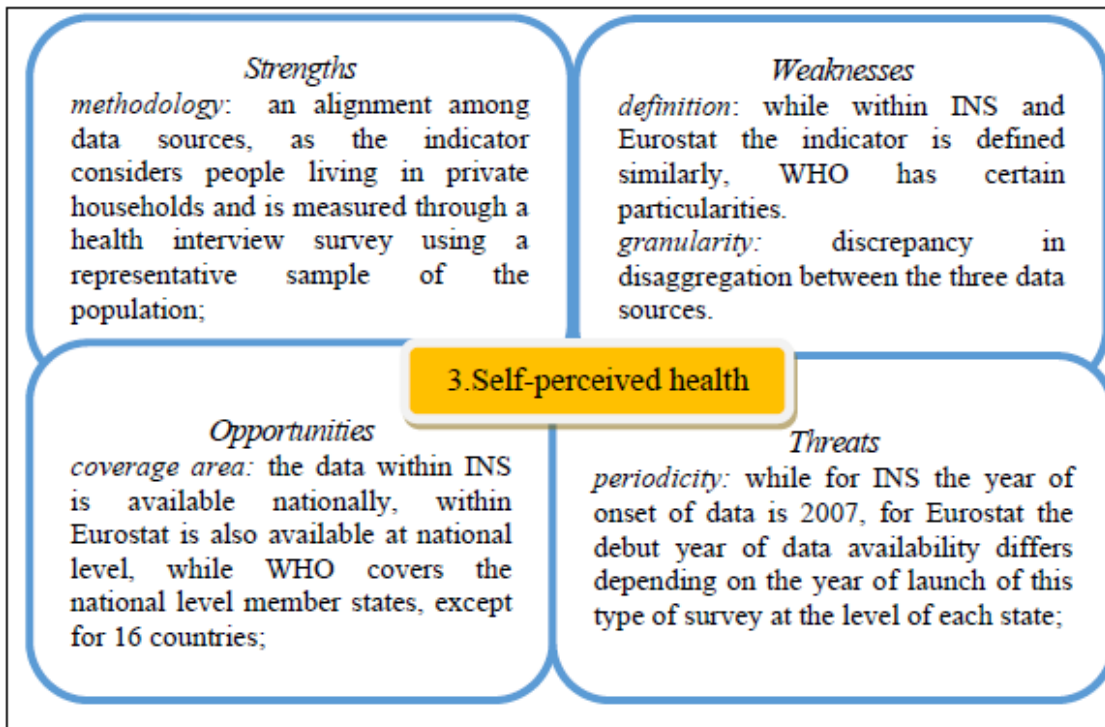 Strengths
methodology: an alignment among
data sources, as the indicator
considers people living in private
households and is measured through a
health interview survey using a
representative sample of the
population;
Weaknesses
definition: while within INS and
Eurostat the indicator is defined
similarly, WHO has certain
particularities.
granularity: discrepancy in
disaggregation between the three data
sources.
3.Self-perceived health
Opportunities
coverage area: the data within INS
is available nationally, within
Eurostat is also available at national
level, while WHO covers the
national level member states, except
for 16 countries;
Threats
periodicity: while for INS the year of
onset of data is 2007, for Eurostat the
debut year of data availability differs
depending on the year of launch of this
type of survey at the level of each state;